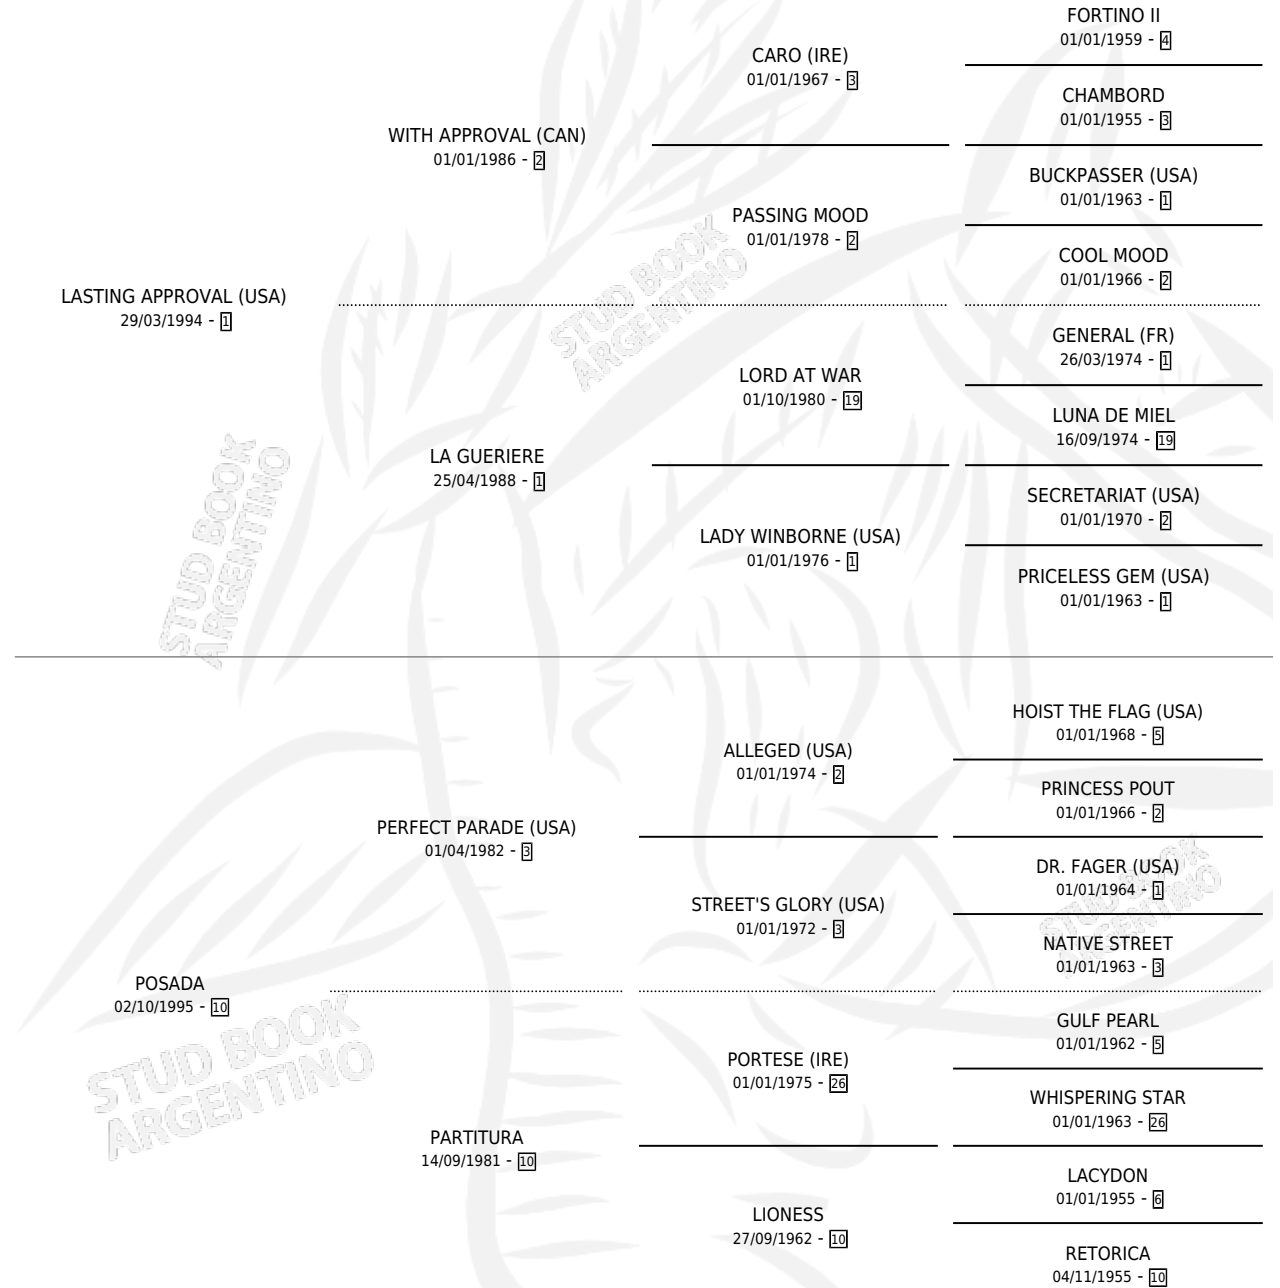 FORTINO II
01/01/1959 - 4
CARO (IRE)
01/01/1967 - 3
CHAMBORD
01/01/1955 - 3
WITH APPROVAL (CAN)
01/01/1986 - 2
BUCKPASSER (USA)
01/01/1963 - 1
PASSING MOOD
01/01/1978 - 2
COOL MOOD
01/01/1966 - 2
LASTING APPROVAL (USA)
29/03/1994 - 1
GENERAL (FR)
26/03/1974 - 1
LORD AT WAR
01/10/1980 - 19
LUNA DE MIEL
16/09/1974 - 19
LA GUERIERE
25/04/1988 - 1
SECRETARIAT (USA)
01/01/1970 - 2
LADY WINBORNE (USA)
01/01/1976 - 1
PRICELESS GEM (USA)
01/01/1963 - 1
HOIST THE FLAG (USA)
01/01/1968 - 5
ALLEGED (USA)
01/01/1974 - 2
PRINCESS POUT
01/01/1966 - 2
PERFECT PARADE (USA)
01/04/1982 - 3
DR. FAGER (USA)
01/01/1964 - 1
STREET'S GLORY (USA)
01/01/1972 - 3
NATIVE STREET
01/01/1963 - 3
POSADA
02/10/1995 - 10
GULF PEARL
01/01/1962 - 5
PORTESE (IRE)
01/01/1975 - 26
WHISPERING STAR
01/01/1963 - 26
PARTITURA
14/09/1981 - 10
LACYDON
01/01/1955 - 6
LIONESS
27/09/1962 - 10
RETORICA
04/11/1955 - 10
STUD BOOK
ARGENTINO
STUD BOOK
ARGENTINO
STUD BOOK
ARGENTINO
STUD BOOK
ARGENTINO